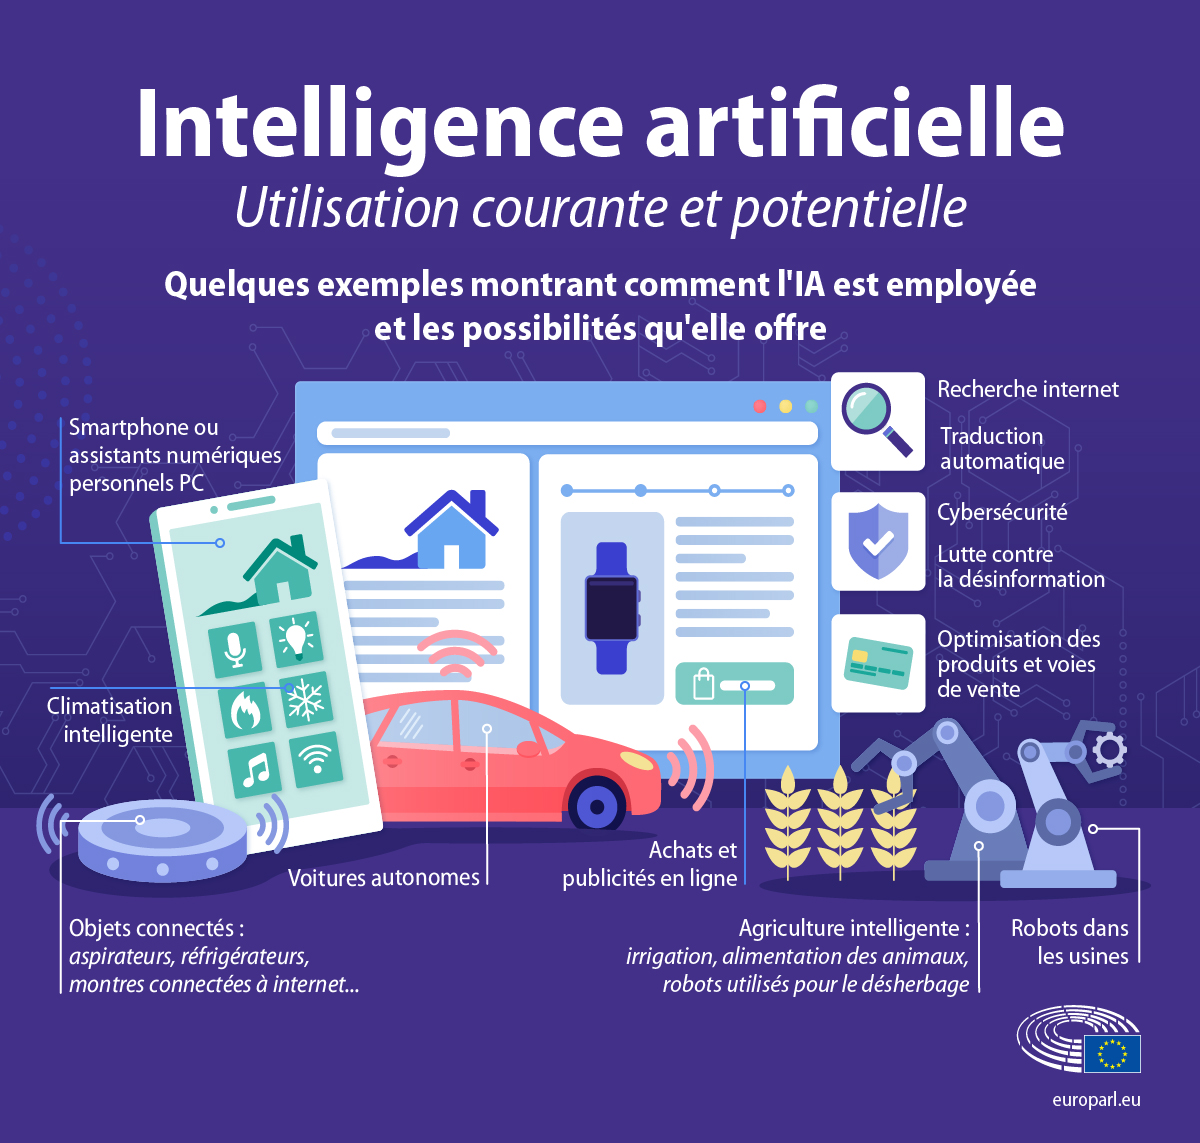 Intelligence artificielle
Utilisation courante et potentielle
Quelques exemples montrant comment l'IA est employée
et les possibilités qu'elle offre
Smartphone ou
assistants numériques
personnels PC
Recherche internet
Traduction
automatique
Cybersécurité
Lutte contre
la désinformation
Optimisation des
produits et voies
de vente
Climatisation
intelligente
Voitures autonomes
Achats et
publicités en ligne
Objets connectés :
aspirateurs, réfrigérateurs,
montres connectées à internet...
Agriculture intelligente :
irrigation, alimentation des animaux,
robots utilisés pour le désherbage
Robots dans
les usines
europarl.eu